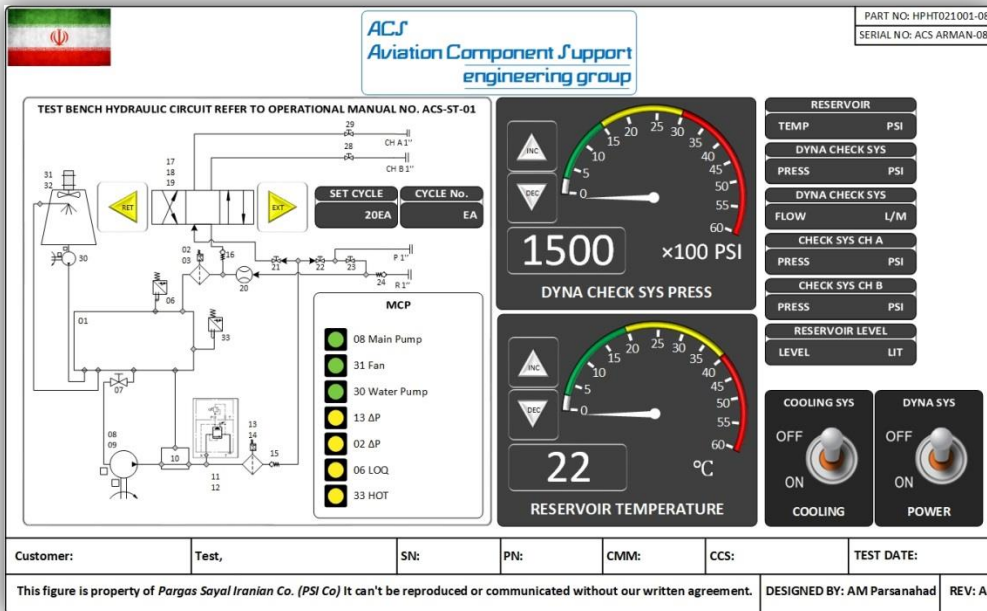 PART NO: HPHT021001-08
SERIAL NO: ACS ARMAN-08
ACS
Aviation Component Support
engineering group
TEST BENCH HYDRAULIC CIRCUIT REFER TO OPERATIONAL MANUAL NO. ACS-ST-01
29
CH A 1''
28
CH B 1''
17
18
19
31
32
RET
EXT
SET CYCLE
20EA
CYCLE No.
EA
30
02
03
16
21
22
23
P 1''
24
R 1''
20
06
01
33
07
08
09
10
11
12
13
14
15
MCP
08 Main Pump
31 Fan
30 Water Pump
13 ΔP
02 ΔP
06 LOQ
33 HOT
INC
DEC
0
5
10
15
20
25
30
35
40
45
50
55
60
1500
×100 PSI
DYNA CHECK SYS PRESS
INC
DEC
0
5
10
15
20
25
30
35
40
45
50
55
60
22
°C
RESERVOIR TEMPERATURE
RESERVOIR
TEMP PSI
DYNA CHECK SYS
PRESS PSI
DYNA CHECK SYS
FLOW L/M
CHECK SYS CH A
PRESS PSI
CHECK SYS CH B
PRESS PSI
RESERVOIR LEVEL
LEVEL LIT
COOLING SYS
OFF
ON
COOLING
DYNA SYS
OFF
ON
POWER
Customer: Test, SN: PN: CMM: CCS: TEST DATE:
This figure is property of Pargas Sayal Iranian Co. (PSI Co) It can't be reproduced or communicated without our written agreement. DESIGNED BY: AM Parsanahad REV: A